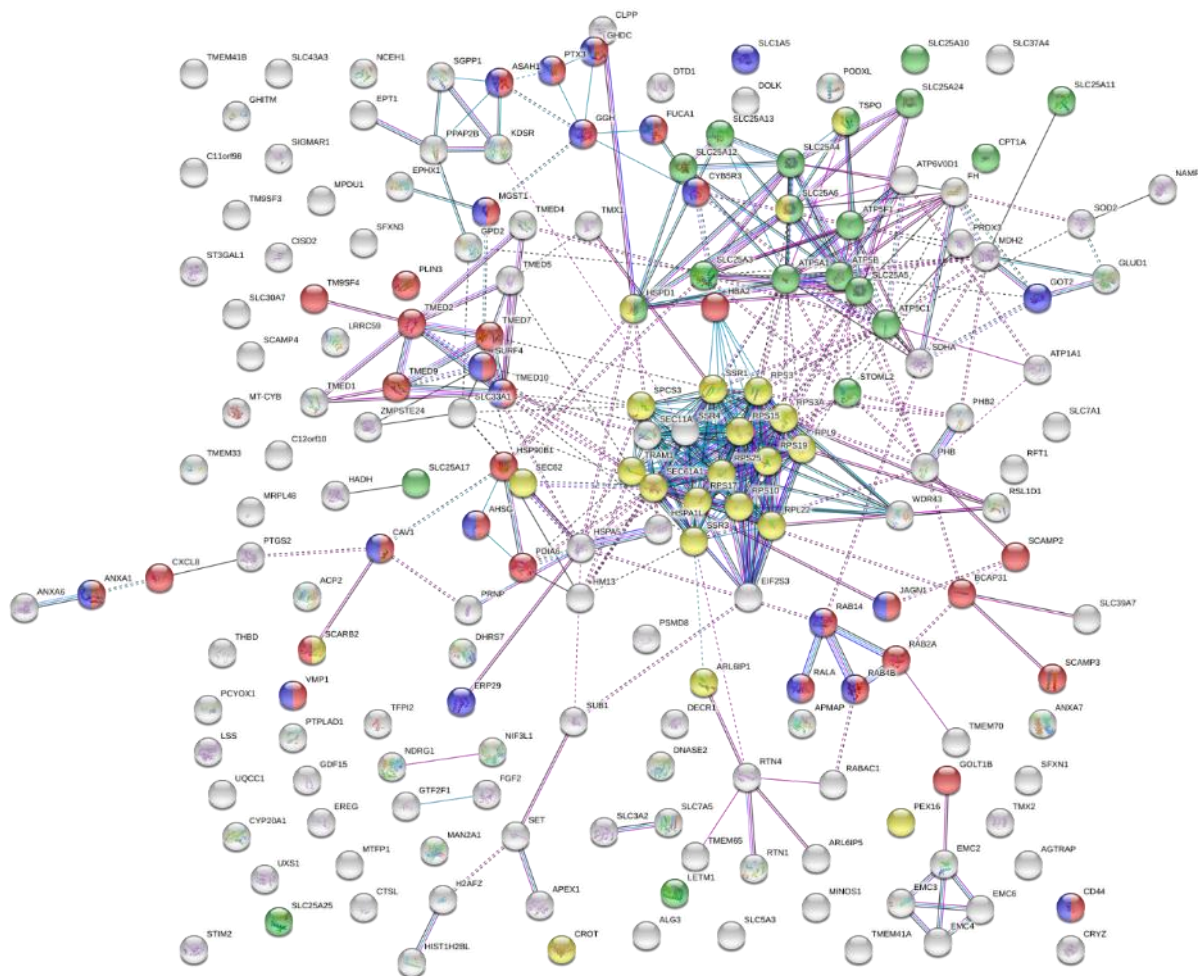 CLPP
TMEM41B
SLC43A3
NCEH1
SGPP1
ASAH1
PTX3
GHDC
SLC1A5
SLC25A10
SLC37A4
DTD1
PODXL
DOLK
SLC25A24
SLC25A11
GHITM
EPT1
PPAP2B
KDSR
GGH
FUCA1
SLC25A13
TSPO
SIGMAR1
C11orf98
SLC25A12
SLC25A4
CPT1A
MPDU1
EPHX1
CYB5R3
ATP6V0D1
FH
TM9SF3
MGST1
SLC25A6
SOD2
SFXN3
TMED4
TMX1
ATP5F1
PRDX3
CISD2
GPD2
MDH2
ST3GAL1
TMED5
SLC25A3
ATP5A1
ATP5B
GLUD1
PLIN3
SLC25A5
GOT2
TM9SF4
HSPD1
SLC30A7
TMED2
TMED7
ATP5C1
LRRC59
SCAMP4
SURF4
SDHA
ATP1A1
TMED9
TMED10
SSR1
RPS3
STOML2
TMED1
SPCS3
MT-CYB
SLC33A1
RPS3A
ZMPSTE24
SEC11A
SSR4
RPS15
PHB2
SLC7A1
C12orf10
RPL9
TMEM33
HSP90B1
TRAM1
RPS25
RPS19
PHB
RFT1
SLC25A17
SEC62
SEC61A1
HADH
RPS17
RPS10
RSL1D1
MRPL48
AHSG
HSPA1L
RPL22
WDR43
PTGS2
CAV1
SSR3
SCAMP2
CXCL8
PDIA6
ANXA1
ACP2
HM13
EIF2S3
JAGN1
BCAP31
ANXA6
PRNP
SLC39A7
THBD
SCARB2
DHRS7
PSMD8
RAB14
RAB2A
VMP1
ERP29
ARL6IP1
RALA
RAB4B
SCAMP3
PCYOX1
TFPI2
SUB1
DECR1
APMAP
ANXA7
PTPLAD1
TMEM70
LSS
NDRG1
NIF3L1
DNASE2
UQCC1
GDF15
RTN4
RABAC1
GOLT1B
SFXN1
GTF2F1
FGF2
CYP20A1
EREG
SET
SLC3A2
SLC7A5
PEX16
TMX2
MAN2A1
TMEM65
ARL6IP5
UXS1
MTFP1
RTN1
EMC2
AGTRAP
CTSL
H2AFZ
APEX1
LETM1
MINOS1
EMC3
EMC6
CD44
SLC25A25
STIM2
HIST1H2BL
CROT
ALG3
SLC5A3
TMEM41A
EMC4
CRYZ